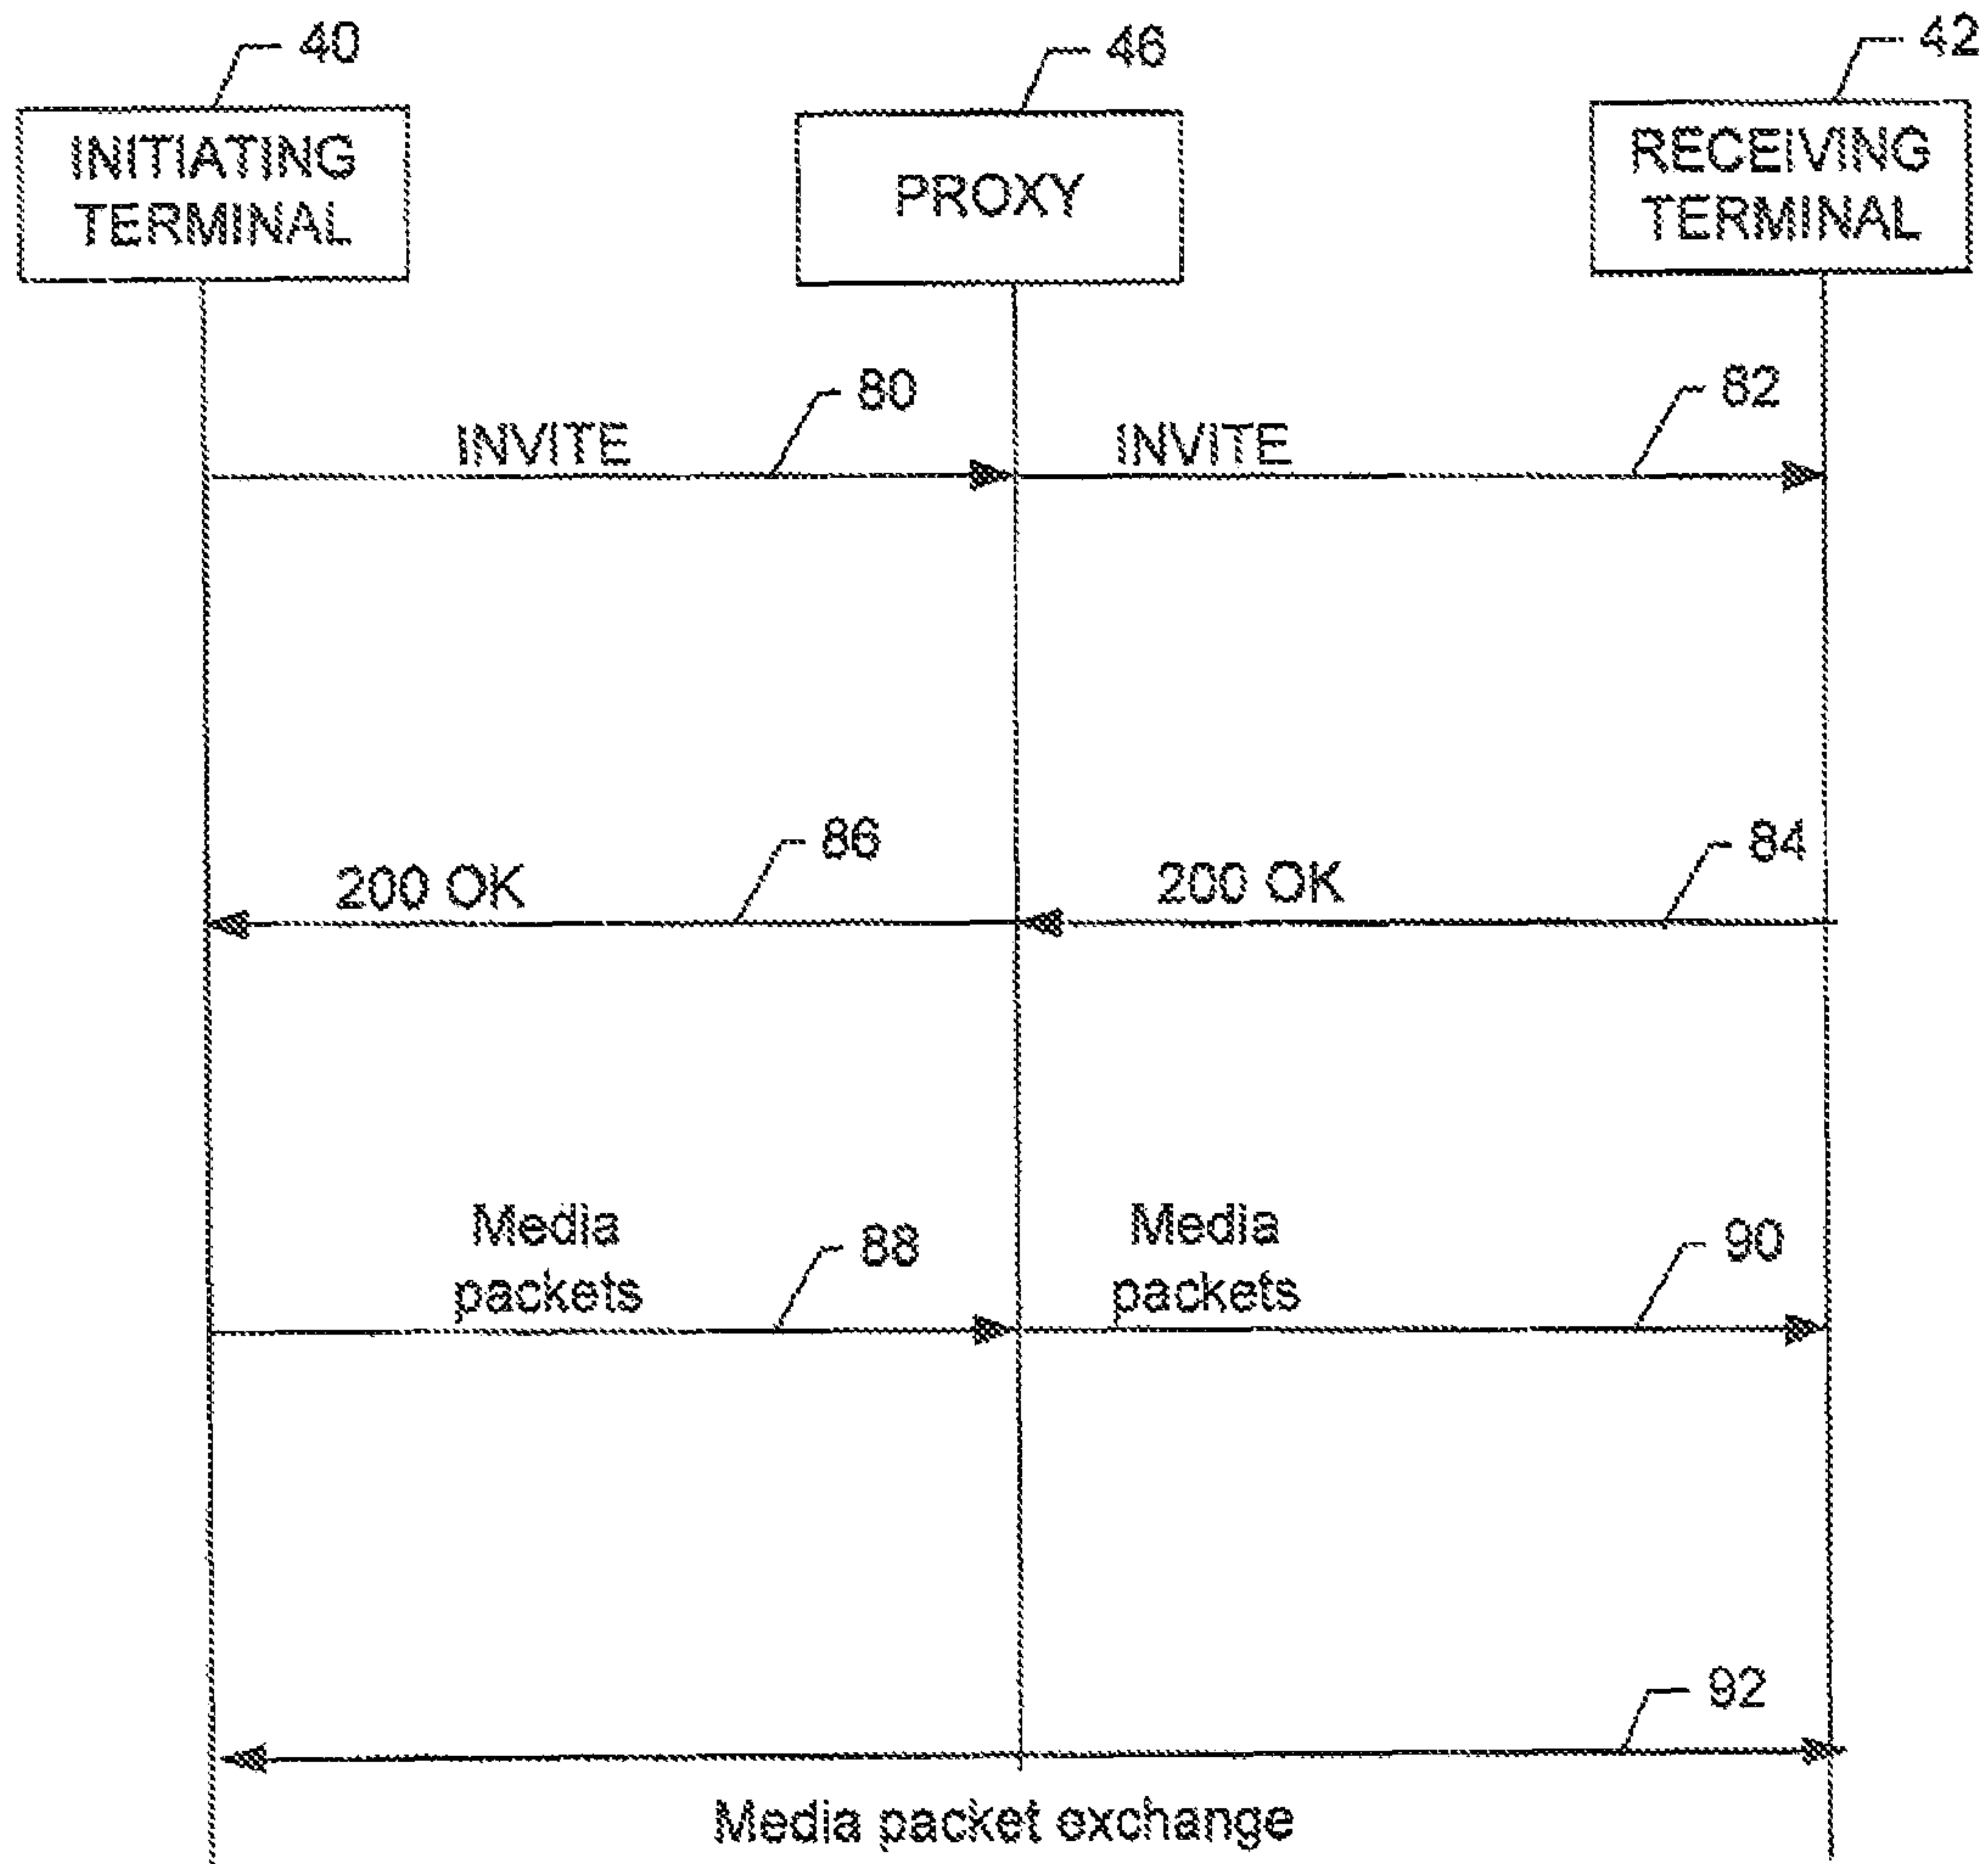 40
46
42
INITIATING
TERMINAL
PROXY
RECEIVING
TERMINAL
80
82
INVITE
INVITE
86
84
200 OK
200 OK
Media
packets
88
Media
packets
90
92
Media packet exchange